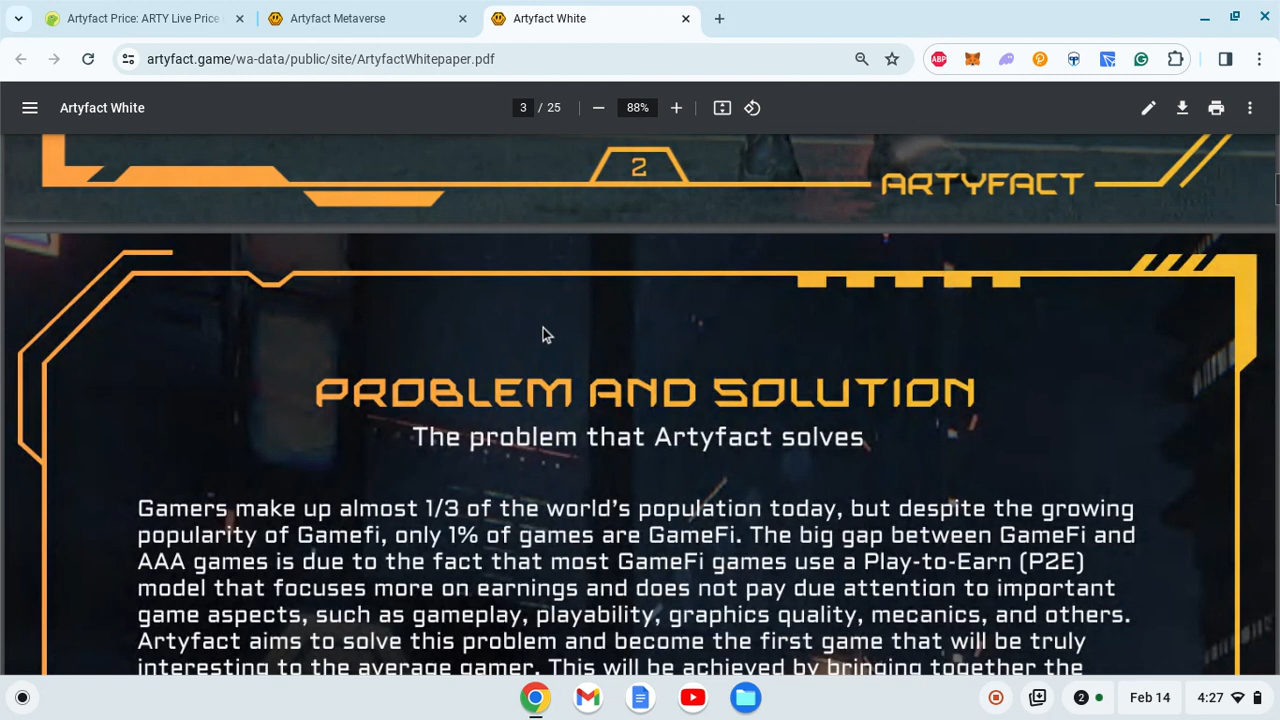 Artyfact Price: ARTY Live Price
Artyfact Metaverse
Artyfact White
artyfact.game/ra-data/public/site/ArtyfactWhitepaper.pdf
ABP
Artyfact White
3 / 25
88%
2
ARTYFACT
PROBLEM AND SOLUTION
The problem that Artyfact solves
Gamers make up almost 1/3 of the world's population today, but despite the growing
popularity of Gamefi, only 1% of games are GameFi. The big gap between GameFi and
AAA games is due to the fact that most GameFi games use a Play-to-Earn (P2E)
model that focuses more on earnings and does not pay due attention to important
game aspects, such as gameplay, playability, graphics quality, mecanics, and others.
Artyfact aims to solve this problem and become the first game that will be truly
interesting to the average gamer. This will be achieved by bringing together the
2
Feb 14
4:27